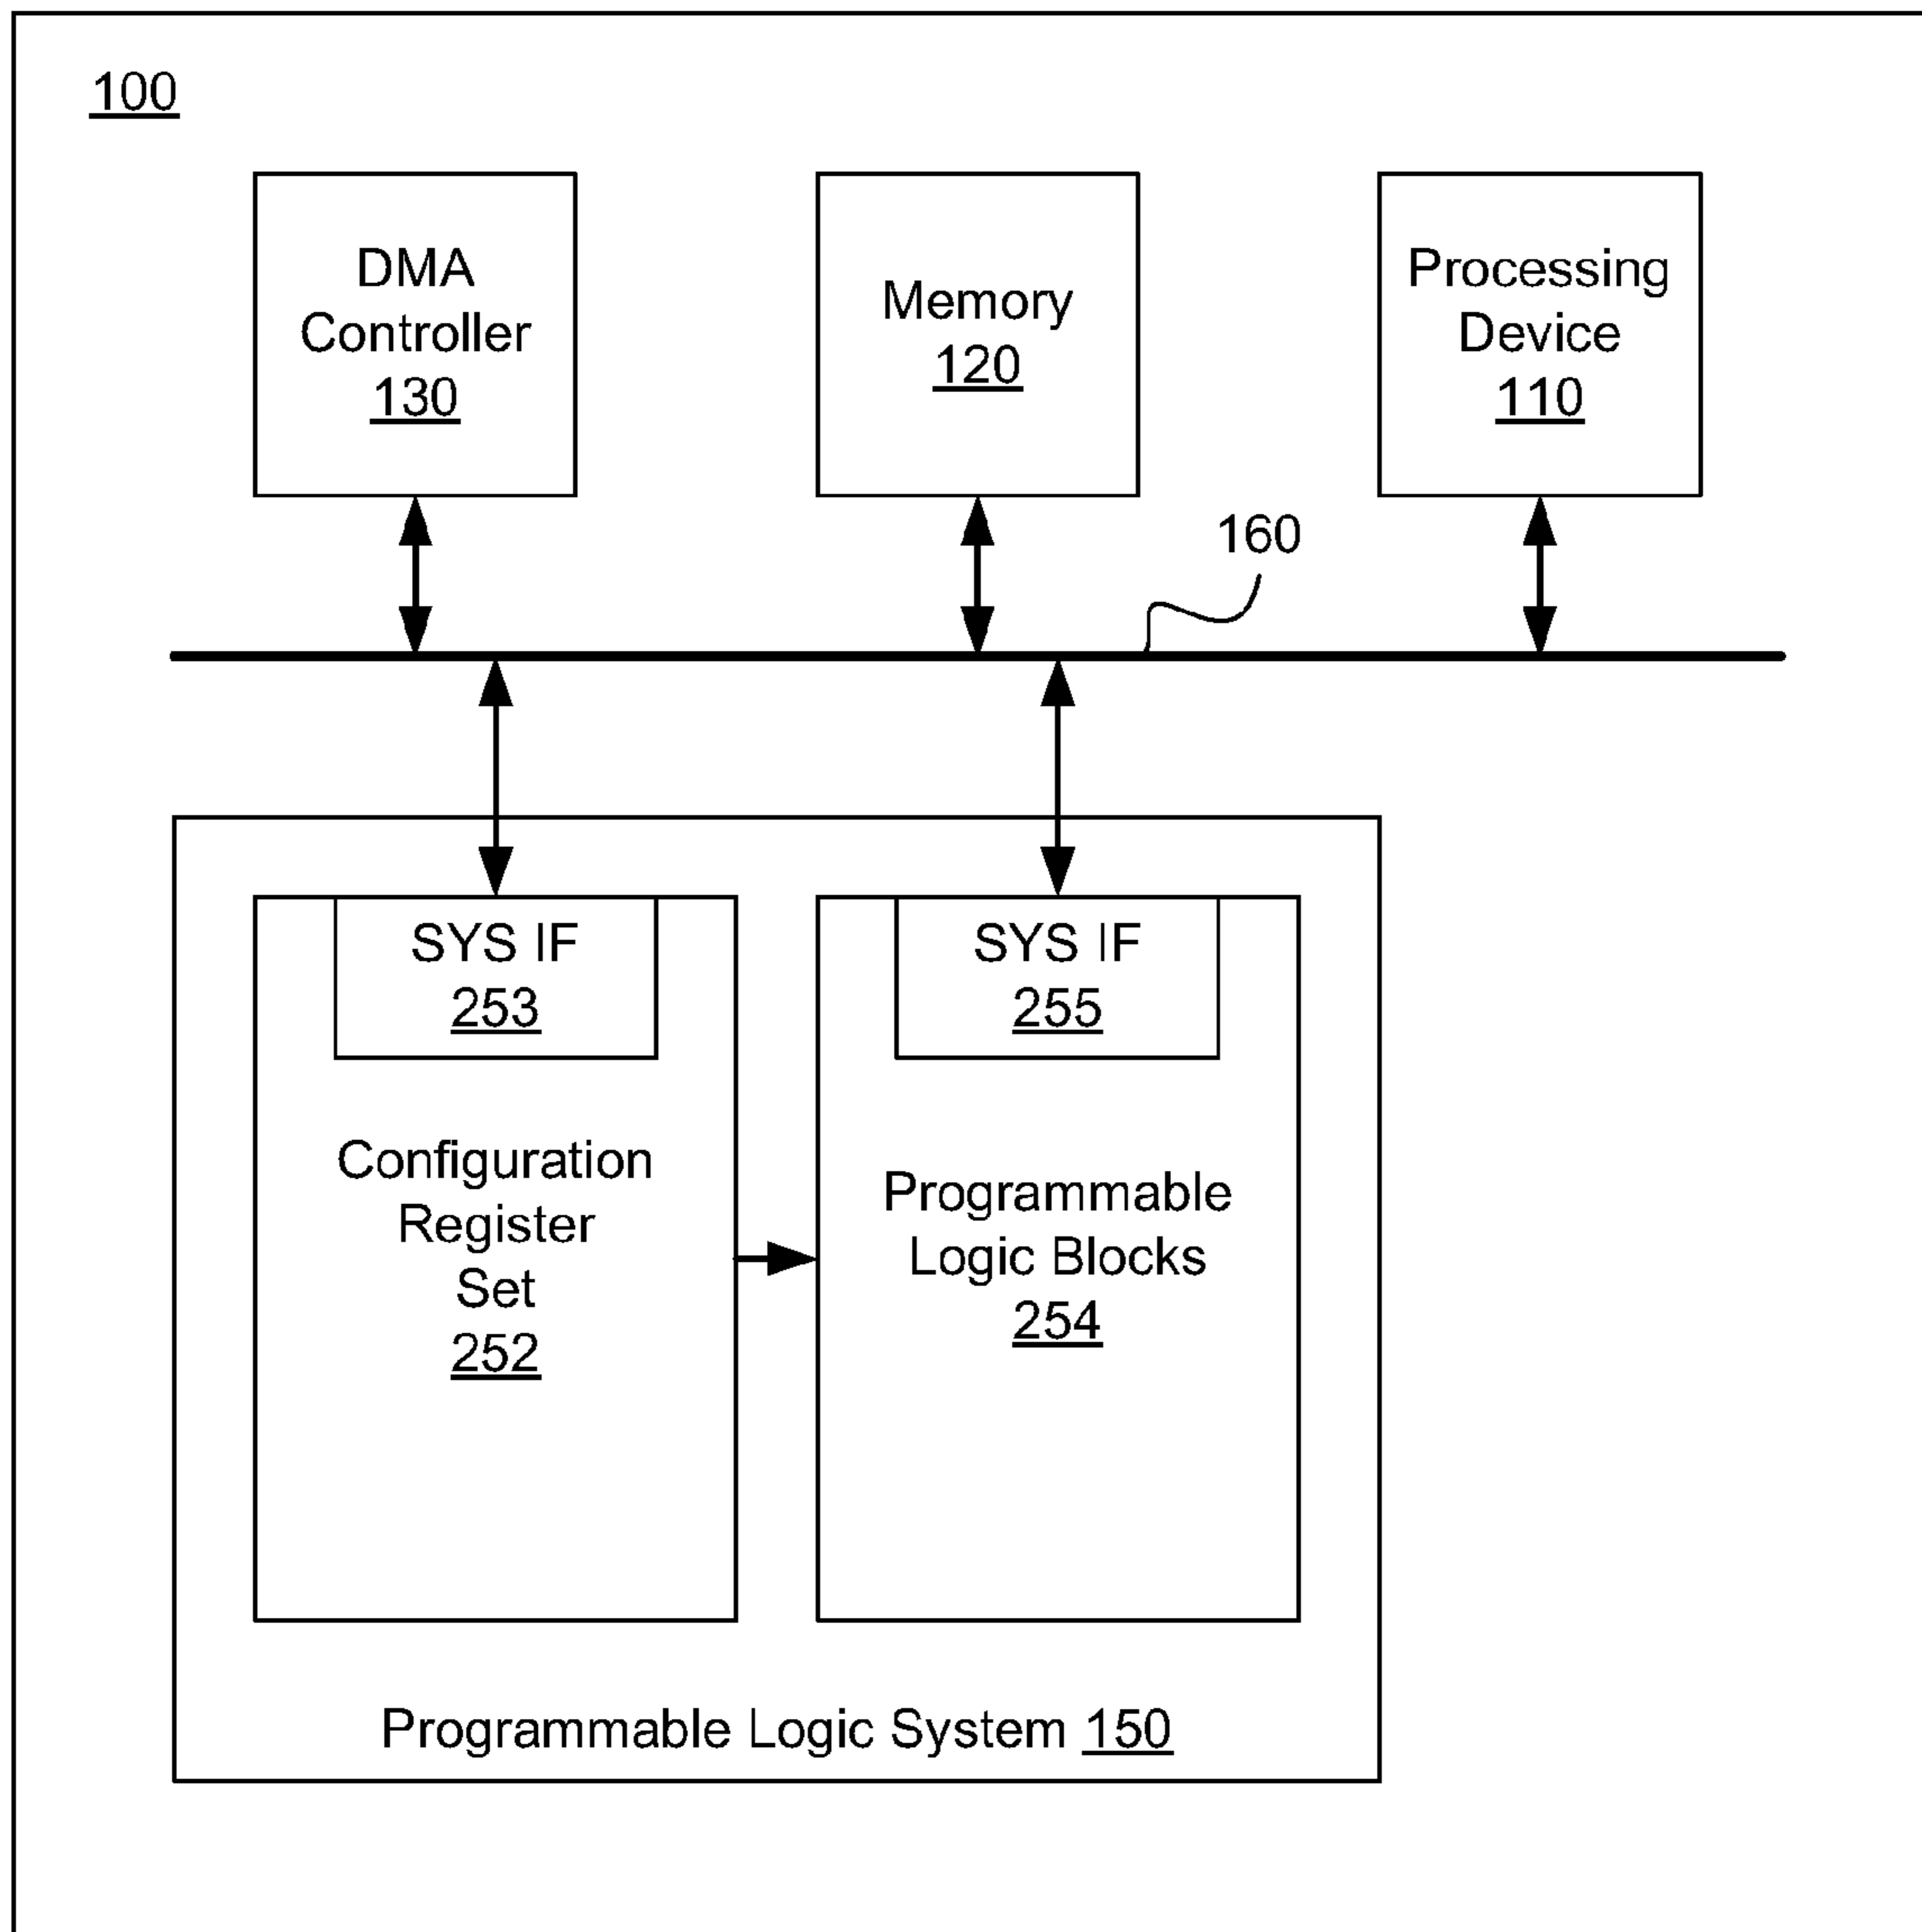 100
DMA
Controller
130
Memory
120
Processing
Device
110
160
SYS IF
253
Configuration
Register
Set
252
SYS IF
255
Programmable
Logic Blocks
254
Programmable Logic System 150